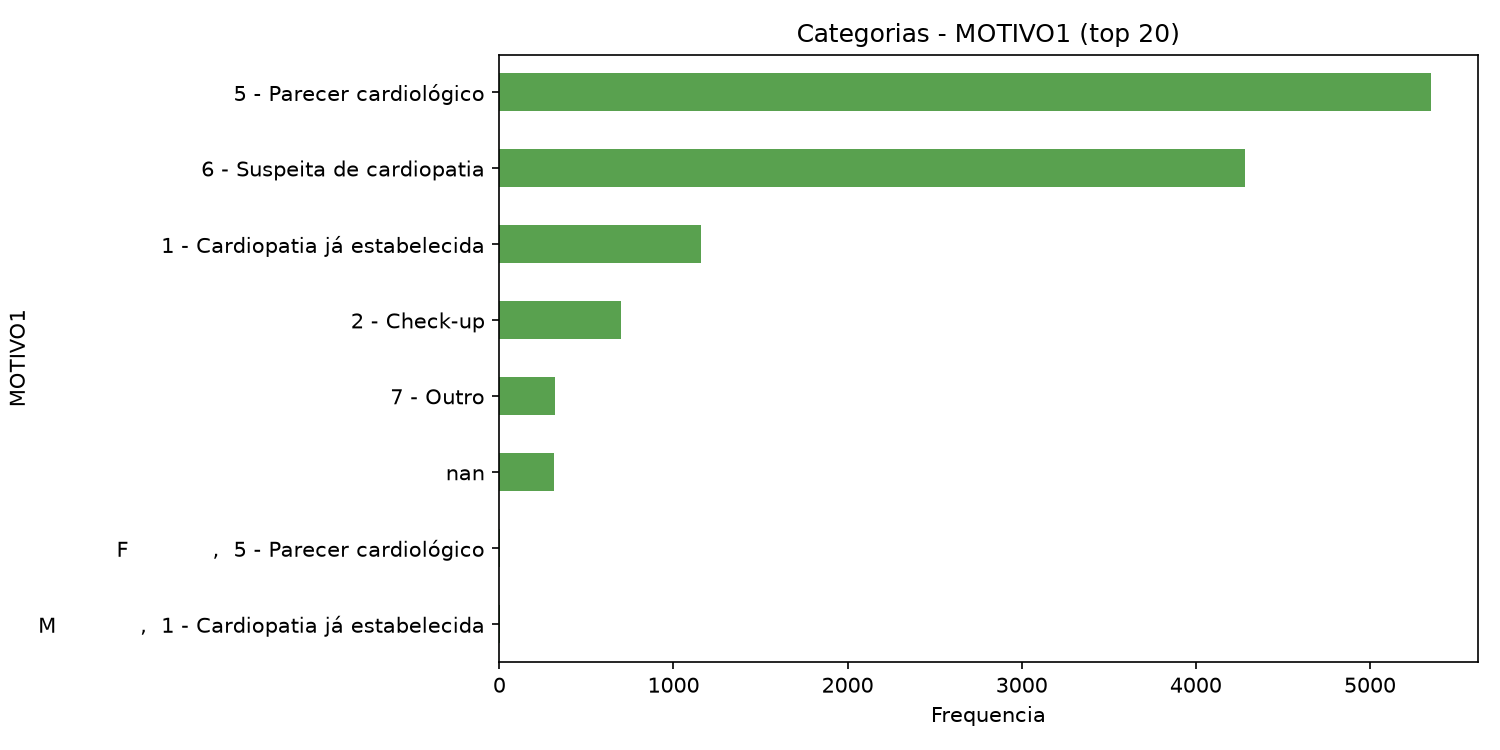 Categorias - MOTIVO1 (top 20)
5 - Parecer cardiológico
6 - Suspeita de cardiopatia
1 - Cardiopatia já estabelecida
2 - Check-up
7 - Outro
nan
F , 5 - Parecer cardiológico
M , 1 - Cardiopatia já estabelecida
MOTIVO1
0 1000 2000 3000 4000 5000
Frequencia